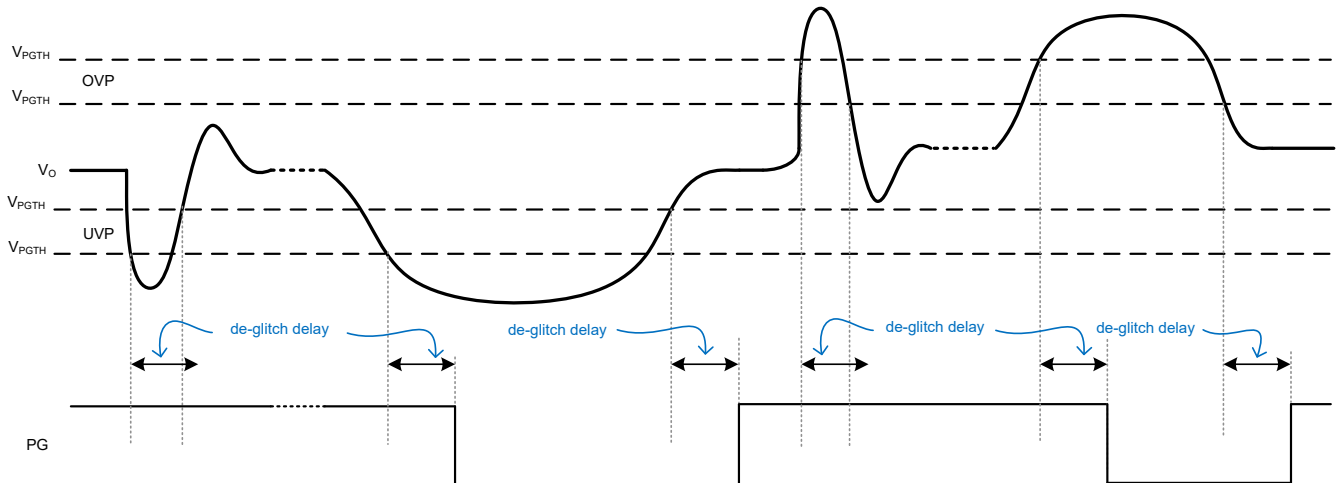 VPGTH
OVP
VPGTH
VO
VPGTH
UVP
VPGTH
de-glitch delay
de-glitch delay
de-glitch delay
de-glitch delay
PG